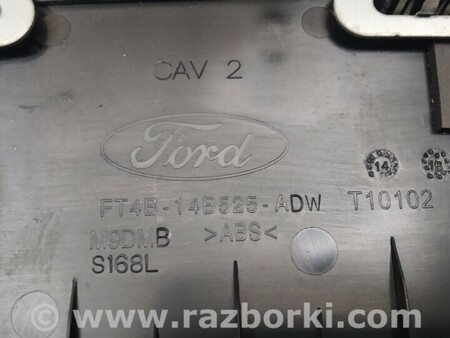 CAV 2
Ford
FT4B-14B525-ADW T10102
M9DMB >ABS<
S168L
www.razborki.com